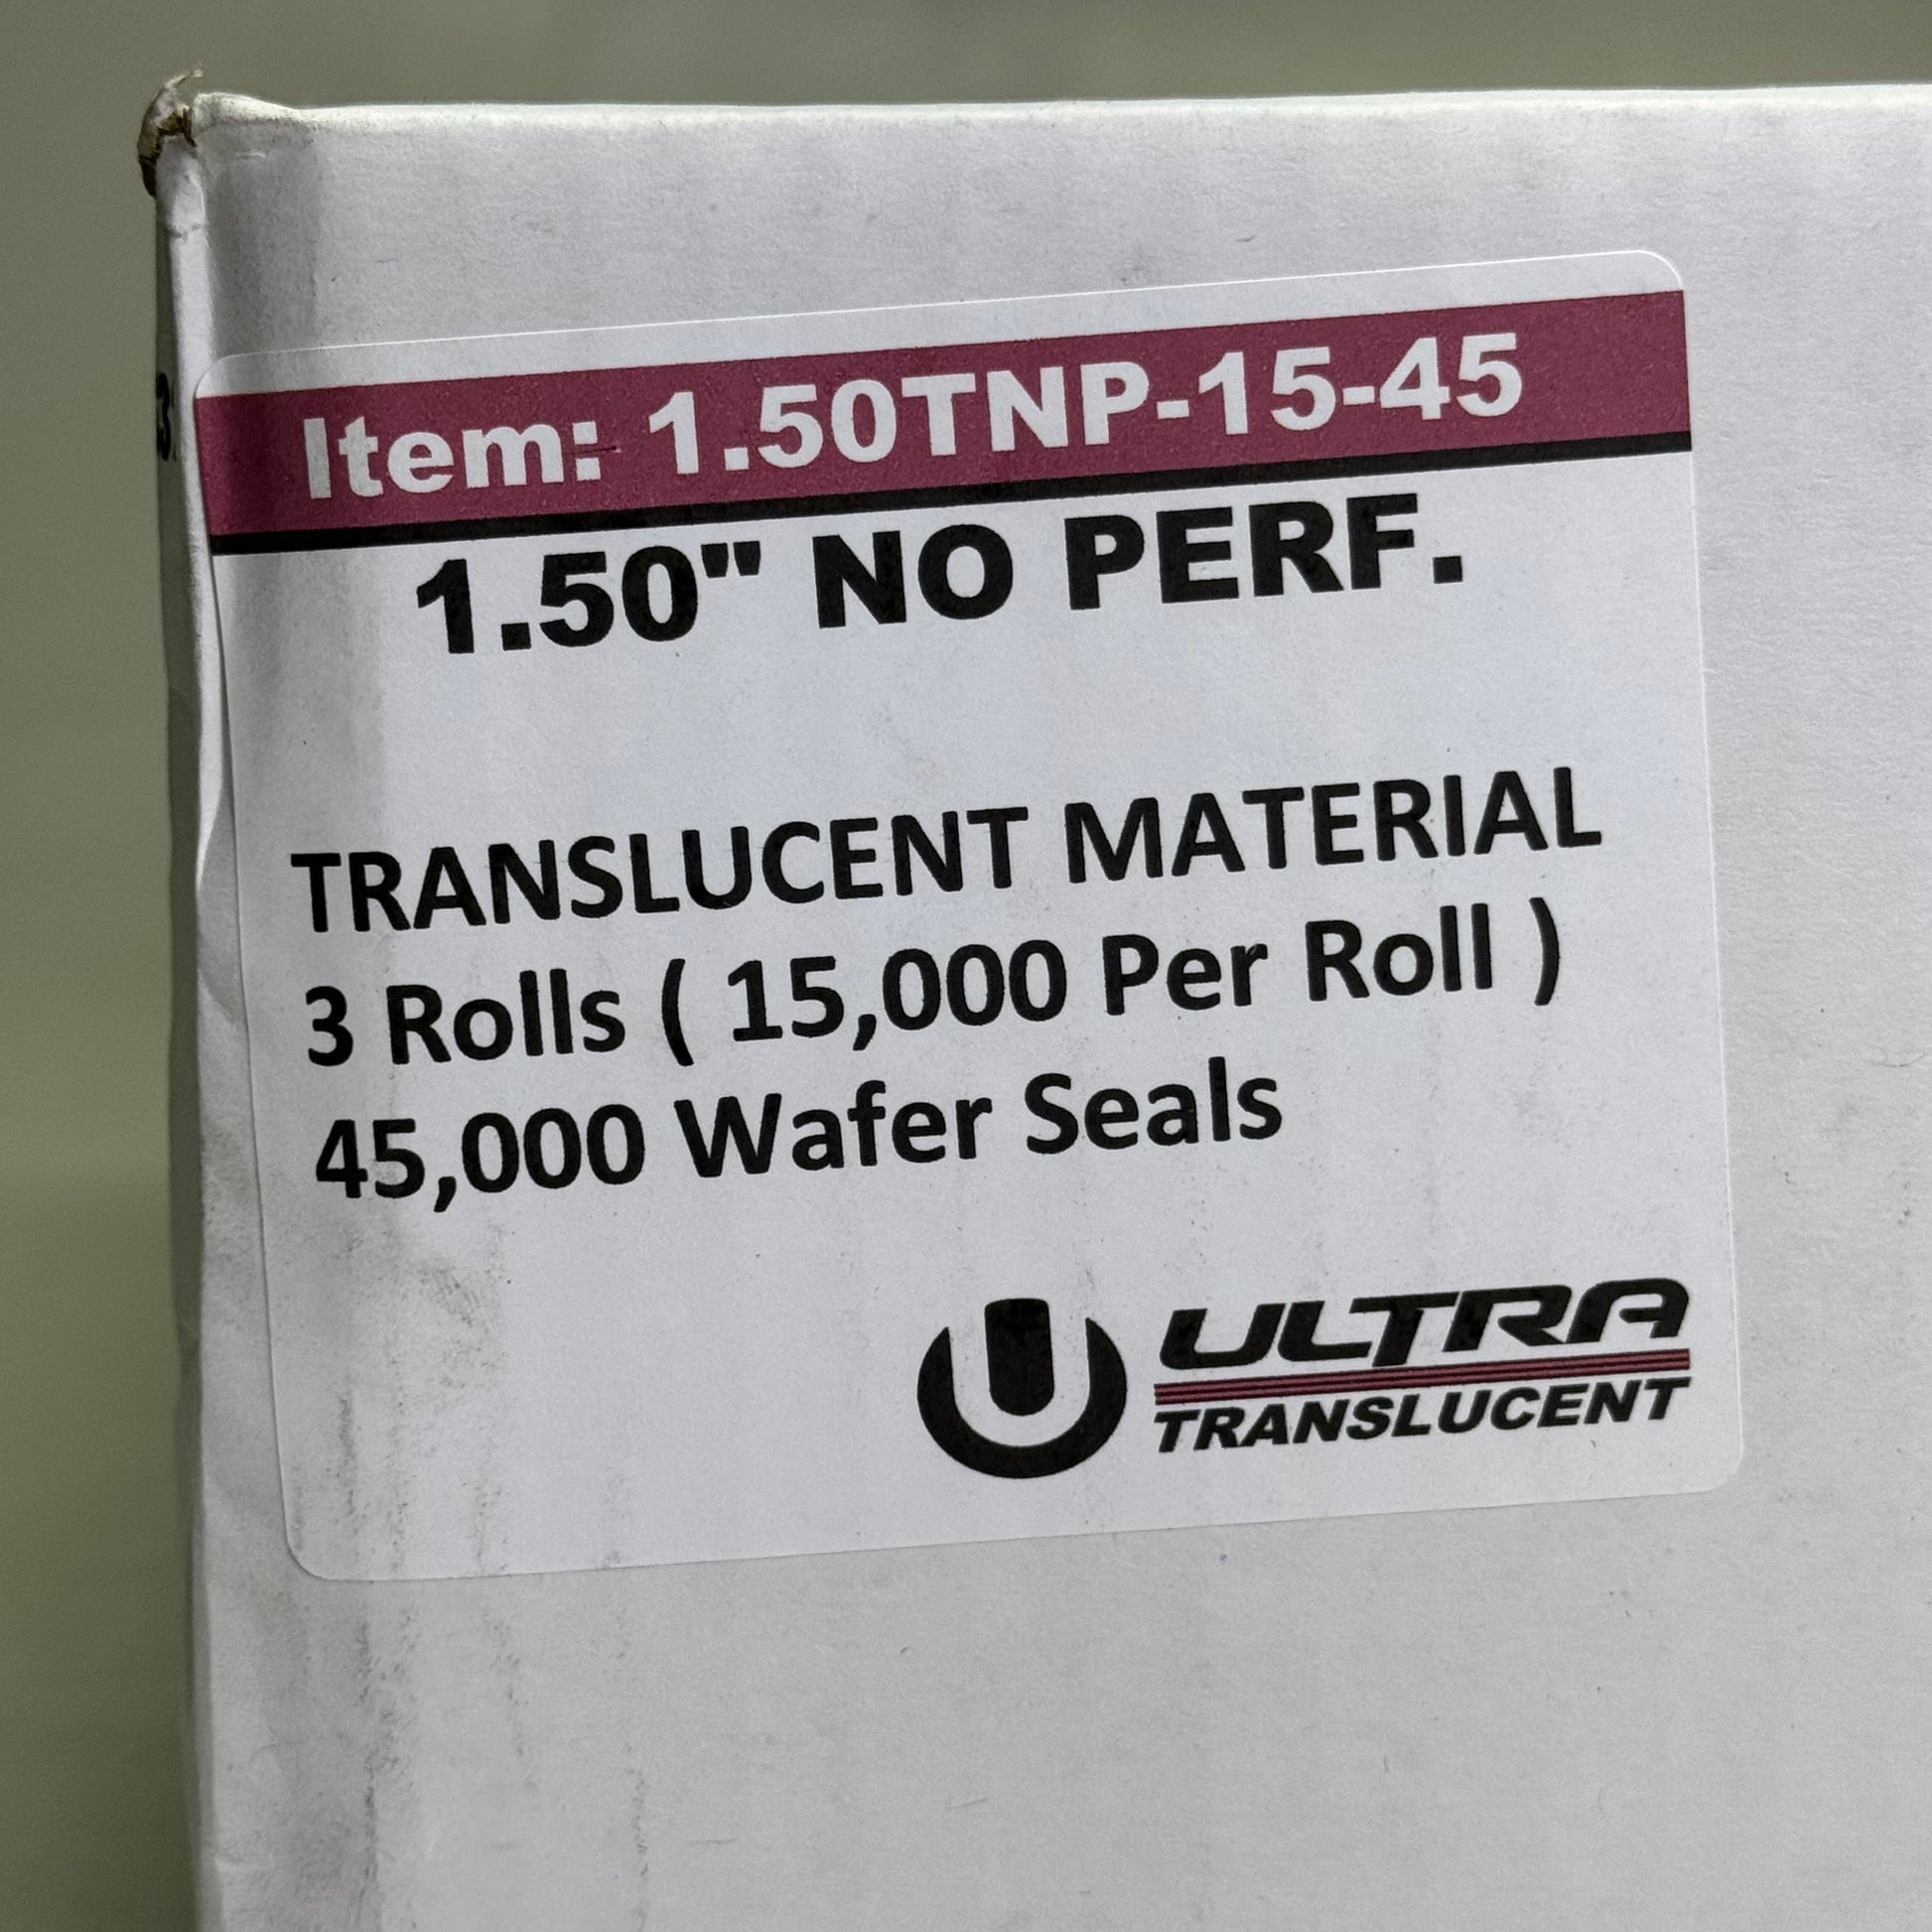 Item: 1.50TNP-15-45
1.50" NO PERF.
TRANSLUCENT MATERIAL
3 Rolls ( 15,000 Per Roll )
45,000 Wafer Seals
ULTRA
TRANSLUCENT